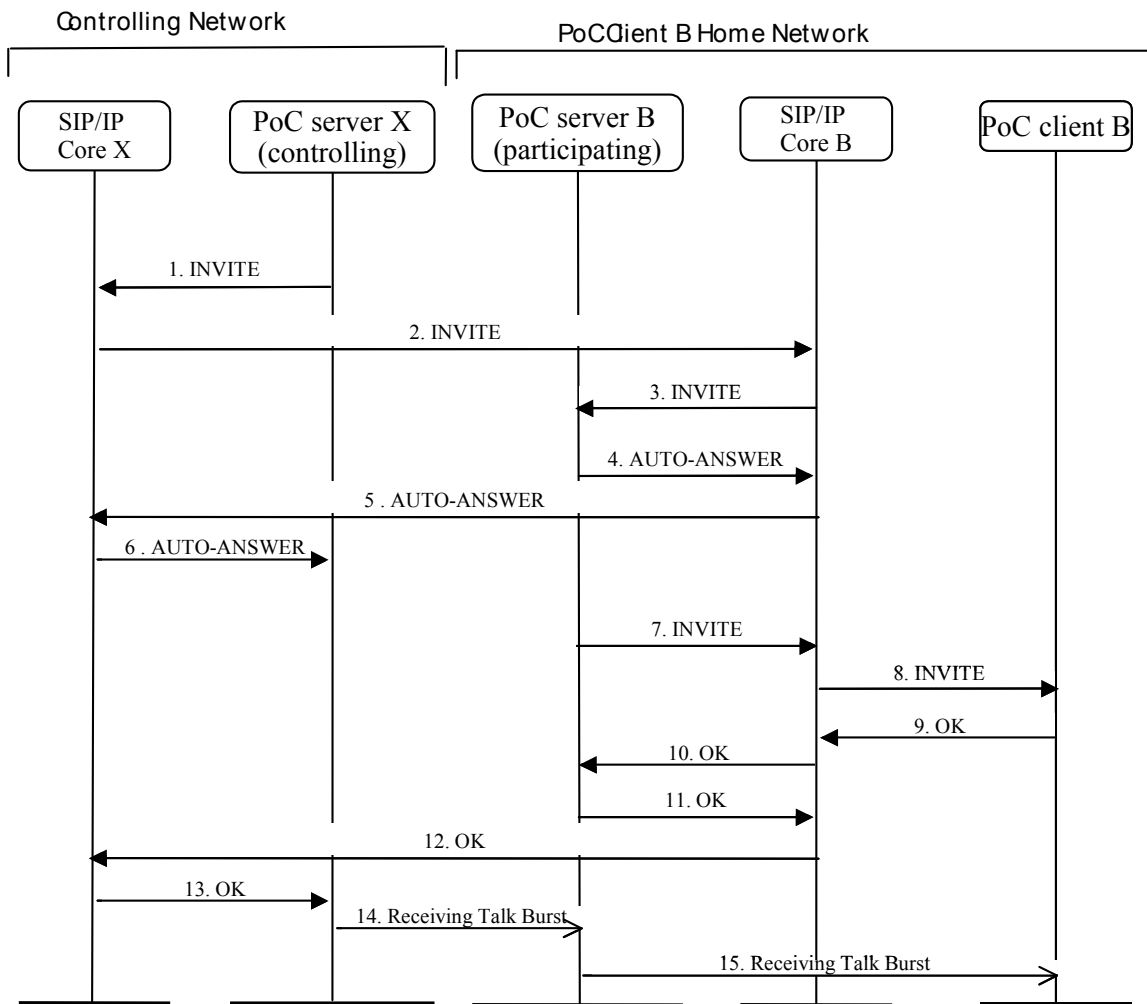 Controlling Network
PoCClient B Home Network
SIP/IP
Core X
PoC server X
(controlling)
PoC server B
(participating)
SIP/IP
Core B
PoC client B
1. INVITE
2. INVITE
3. INVITE
4. AUTO-ANSWER
5 . AUTO-ANSWER
6 . AUTO-ANSWER
7. INVITE
8. INVITE
9. OK
10. OK
11. OK
12. OK
13. OK
14. Receiving Talk Burst
15. Receiving Talk Burst